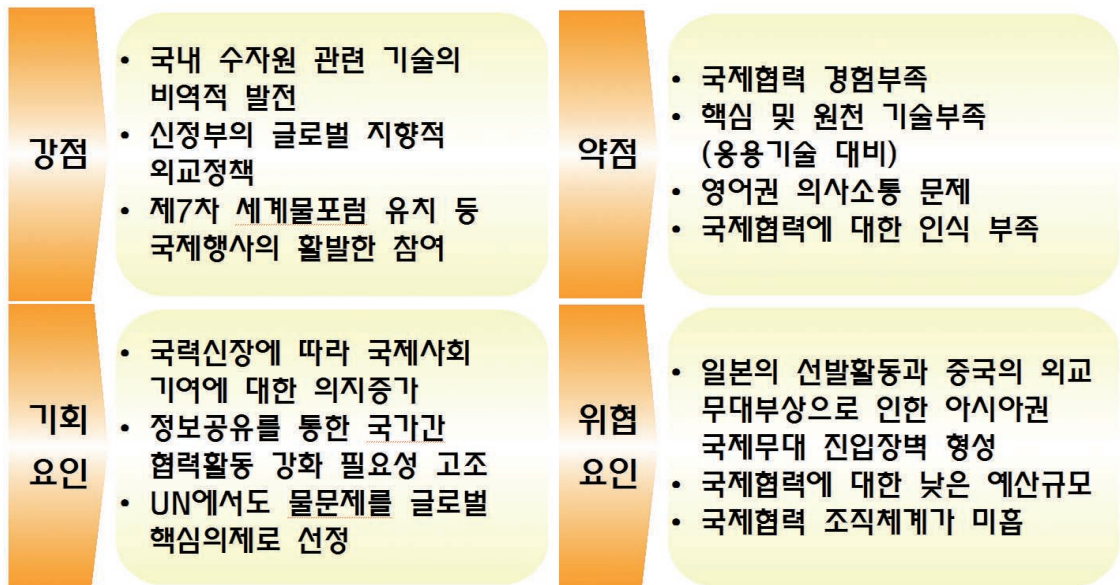 강점
• 국내 수자원 관련 기술의
비역적 발전
• 신정부의 글로벌 지향적
외교정책
• 제7차 세계물포럼 유치 등
국제행사의 활발한 참여
약점
• 국제협력 경험부족
• 핵심 및 원천 기술부족
(응용기술 대비)
• 영어권 의사소통 문제
• 국제협력에 대한 인식 부족
기회
요인
• 국력신장에 따라 국제사회
기여에 대한 의지증가
• 정보공유를 통한 국가간
협력활동 강화 필요성 고조
• UN에서도 물문제를 글로벌
핵심의제로 선정
위협
요인
• 일본의 선발활동과 중국의 외교
무대부상으로 인한 아시아권
국제무대 진입장벽 형성
• 국제협력에 대한 낮은 예산규모
• 국제협력 조직체계가 미흡